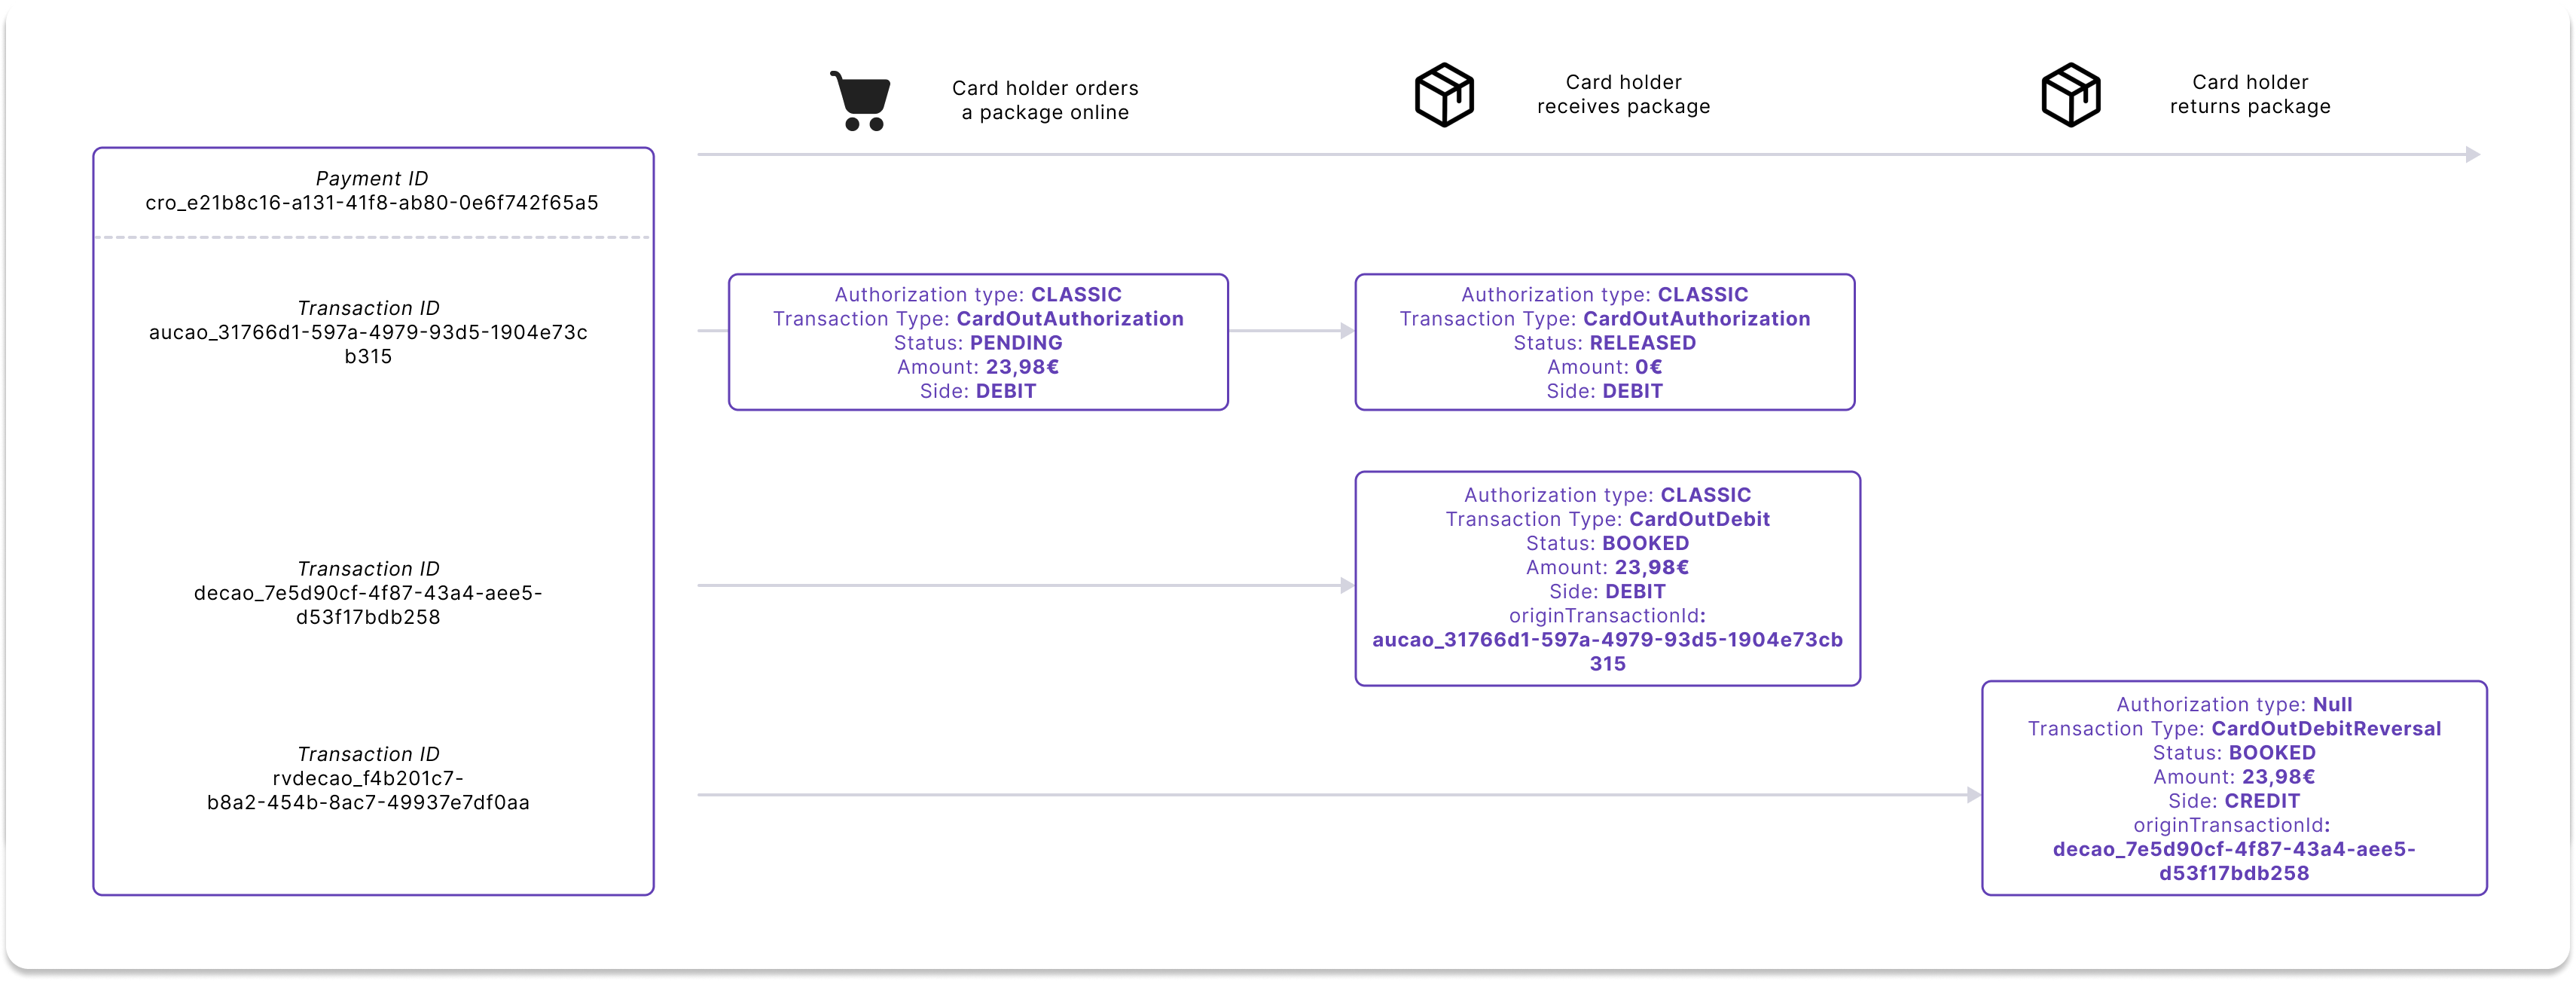 Card holder orders
a package online
Card holder
receives package
Card holder
returns package
Payment ID
cro_e21b8c16-a131-41f8-ab80-0e6f742f65a5
Transaction ID
aucao_31766d1-597a-4979-93d5-1904e73c
b315
Authorization type: CLASSIC
Transaction Type: CardOutAuthorization
Status: PENDING
Amount: 23,98€
Side: DEBIT
Authorization type: CLASSIC
Transaction Type: CardOutAuthorization
Status: RELEASED
Amount: 0€
Side: DEBIT
Transaction ID
decao_7e5d90cf-4f87-43a4-aee5-
d53f17bdb258
Authorization type: CLASSIC
Transaction Type: CardOutDebit
Status: BOOKED
Amount: 23,98€
Side: DEBIT
originTransactionId:
aucao_31766d1-597a-4979-93d5-1904e73cb
315
Transaction ID
rvdecao_f4b201c7-
b8a2-454b-8ac7-49937e7df0aa
Authorization type: Null
Transaction Type: CardOutDebitReversal
Status: BOOKED
Amount: 23,98€
Side: CREDIT
originTransactionId:
decao_7e5d90cf-4f87-43a4-aee5-
d53f17bdb258